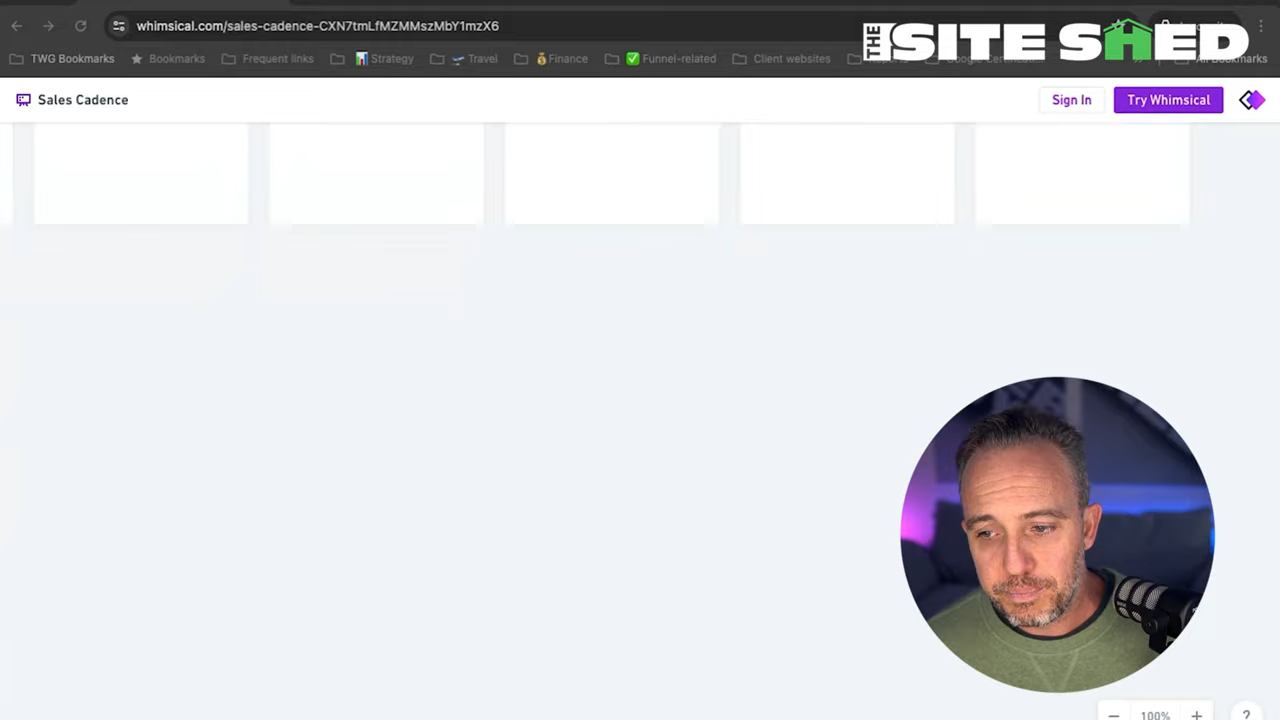 whimsical.com/sales-cadence-CXN7tmLfMZMMszMbY1mzX6
THE SITE SHED
TWG Bookmarks
Bookmarks
Frequent links
Strategy
Travel
Finance
Funnel-related
Client websites
All Bookmarks
Sales Cadence
Sign In
Try Whimsical
100%
?